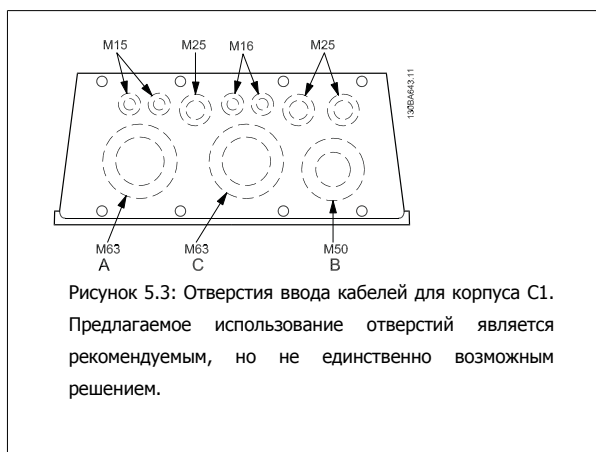 M15 M25 M16 M25
130BA643.11
M63 M63 M50
A C B
Рисунок 5.3: Отверстия ввода кабелей для корпуса C1.
Предлагаемое использование отверстий является
рекомендуемым, но не единственно возможным
решением.